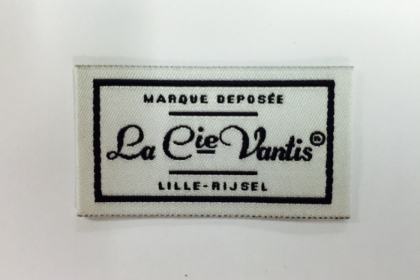 MARQUE DEPOSÉE
La Cie Vantis®
LILLE-RIJSEL